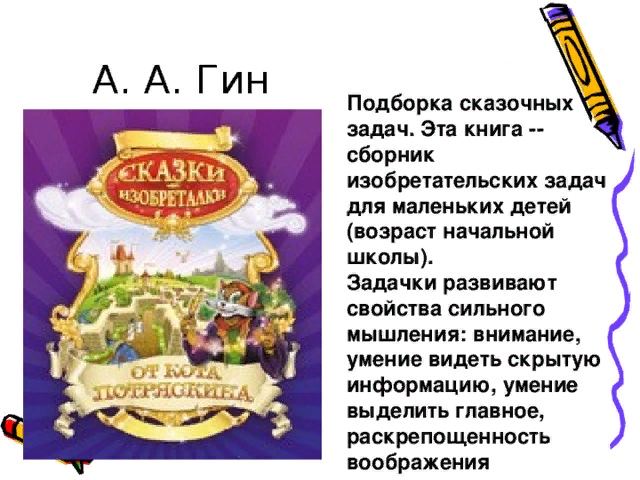 А. А. Гин
СКАЗКИ
ИЗОБРЕТАЛКИ
ОТ КОТА
ПОТРЯСКИНА
Подборка сказочных
задач. Эта книга --
сборник
изобретательских задач
для маленьких детей
(возраст начальной
школы).
Задачки развивают
свойства сильного
мышления: внимание,
умение видеть скрытую
информацию, умение
выделить главное,
раскрепощенность
воображения